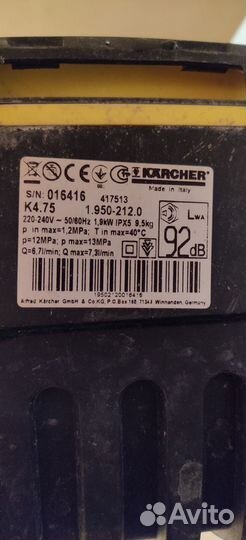 KÄRCHER
Made in Italy
S/N: 016416 417513
K4.75 1.950-212.0
220-240V ~ 50/60Hz 1,9kW IPX5 9,5kg
p in max=1,2MPa; T in max=40°C
p=12MPa; p max=13MPa
Q=6,7l/min; Q max=7,3l/min
LWA
92dB
19502120016416
Alfred Kärcher GmbH & Co.KG, P.O.Box 160, 71349 Winnenden, Germany
Avito